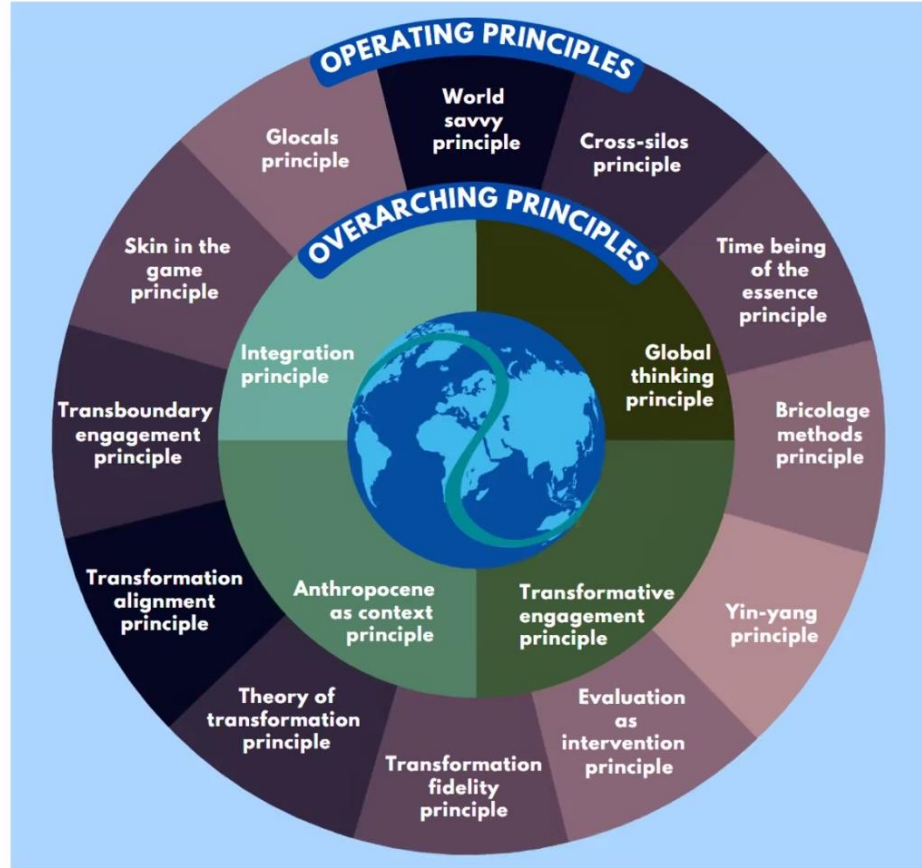 OPERATING PRINCIPLES
World
savvy
principle
Cross-silos
principle
Time being
of the
essence
principle
Bricolage
methods
principle
Yin-yang
principle
Evaluation
as
intervention
principle
Transformation
fidelity
principle
Theory of
transformation
principle
Transformation
alignment
principle
Transboundary
engagement
principle
Skin in the
game
principle
Glocals
principle
OVERARCHING PRINCIPLES
Global
thinking
principle
Transformative
engagement
principle
Anthropocene
as context
principle
Integration
principle